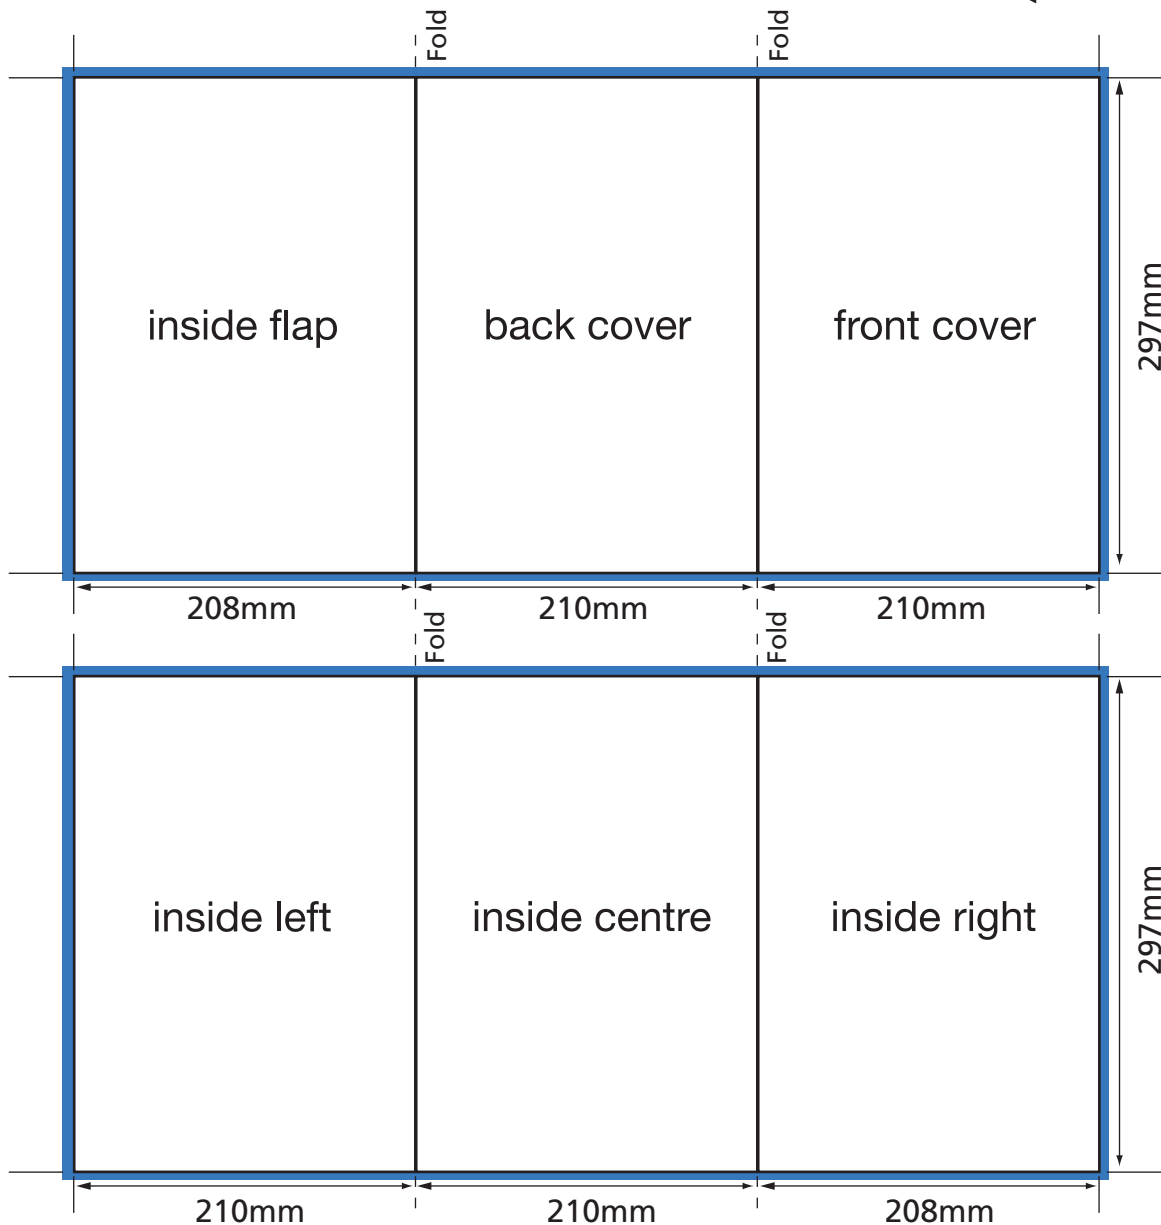 Fold
Fold
inside flap
back cover
front cover
297mm
208mm
210mm
210mm
Fold
Fold
inside left
inside centre
inside right
297mm
210mm
210mm
208mm